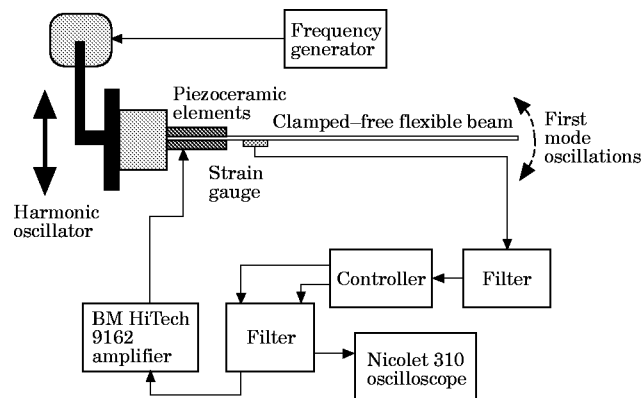 Frequency
generator
Piezoceramic
elements
Clamped–free flexible beam
First
mode
oscillations
Strain
gauge
Harmonic
oscillator
Controller
Filter
BM HiTech
9162
amplifier
Filter
Nicolet 310
oscilloscope